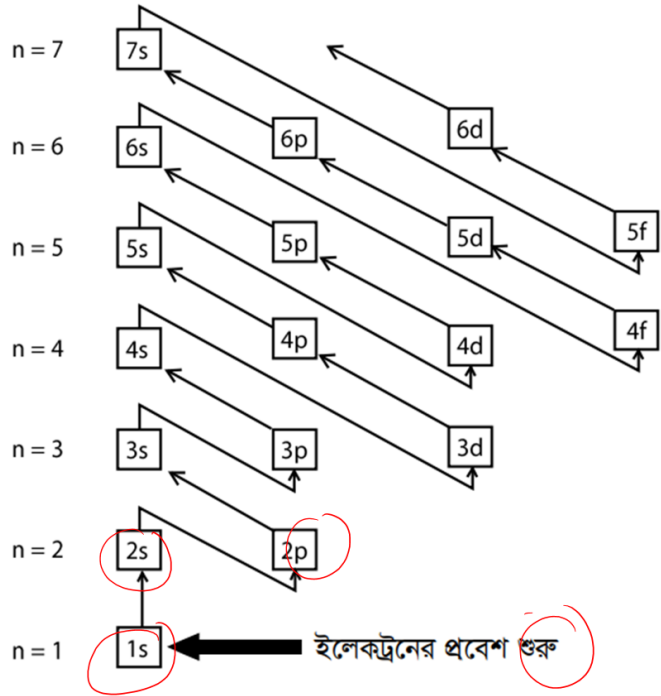 n = 7 7s
6d
n = 6 6s 6p
5f
n = 5 5s 5p 5d
4f
n = 4 4s 4p 4d
n = 3 3s 3p 3d
n = 2 2s 2p
n = 1 1s ইলেকট্রনের প্রবেশ শুরু